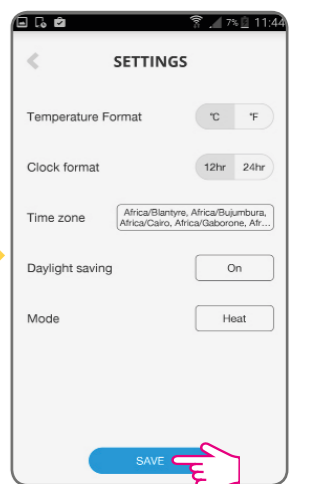 7% 11:44
SETTINGS
Temperature Format °C °F
Clock format 12hr 24hr
Time zone Africa/Blantyre, Africa/Bujumbura,
Africa/Cairo, Africa/Gaborone, Afr...
Daylight saving On
Mode Heat
SAVE